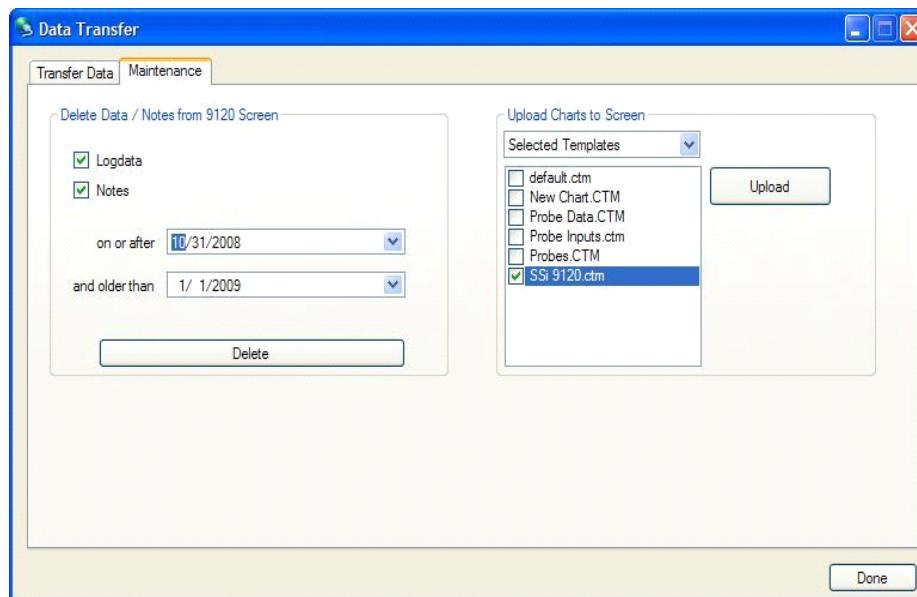 Data Transfer
Transfer Data
Maintenance
Delete Data / Notes from 9120 Screen
Logdata
Notes
on or after 10/31/2008
and older than 1/ 1/2009
Delete
Upload Charts to Screen
Selected Templates
default.ctm
New Chart.CTM
Probe Data.CTM
Probe Inputs.ctm
Probes.CTM
SSi 9120.ctm
Upload
Done